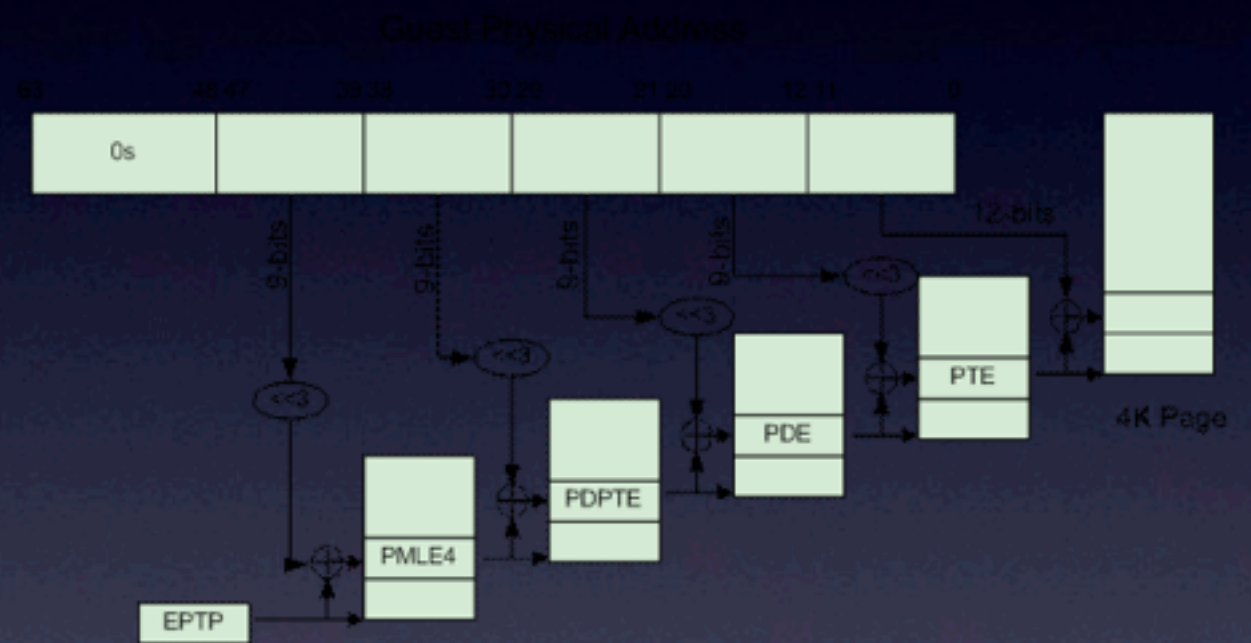 Guest Physical Address
63 48 47 39 38 30 29 21 20 12 11 0
0s
9-bits 9-bits 9-bits 9-bits 12-bits
<<3
<<3
<<3
<<3
PTE
4K Page
PDE
PDPTE
PMLE4
EPTP